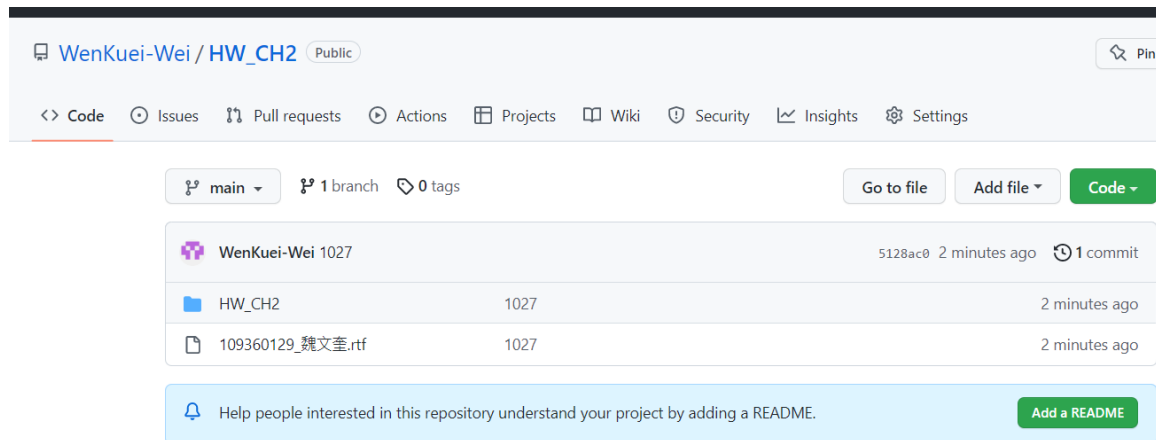 WenKuei-Wei / HW_CH2 Public Pin
Code Issues Pull requests Actions Projects Wiki Security Insights Settings
main 1 branch 0 tags Go to file Add file Code
WenKuei-Wei 1027 5128ac0 2 minutes ago 1 commit
HW_CH2 1027 2 minutes ago
109360129_魏文奎.rtf 1027 2 minutes ago
Help people interested in this repository understand your project by adding a README. Add a README